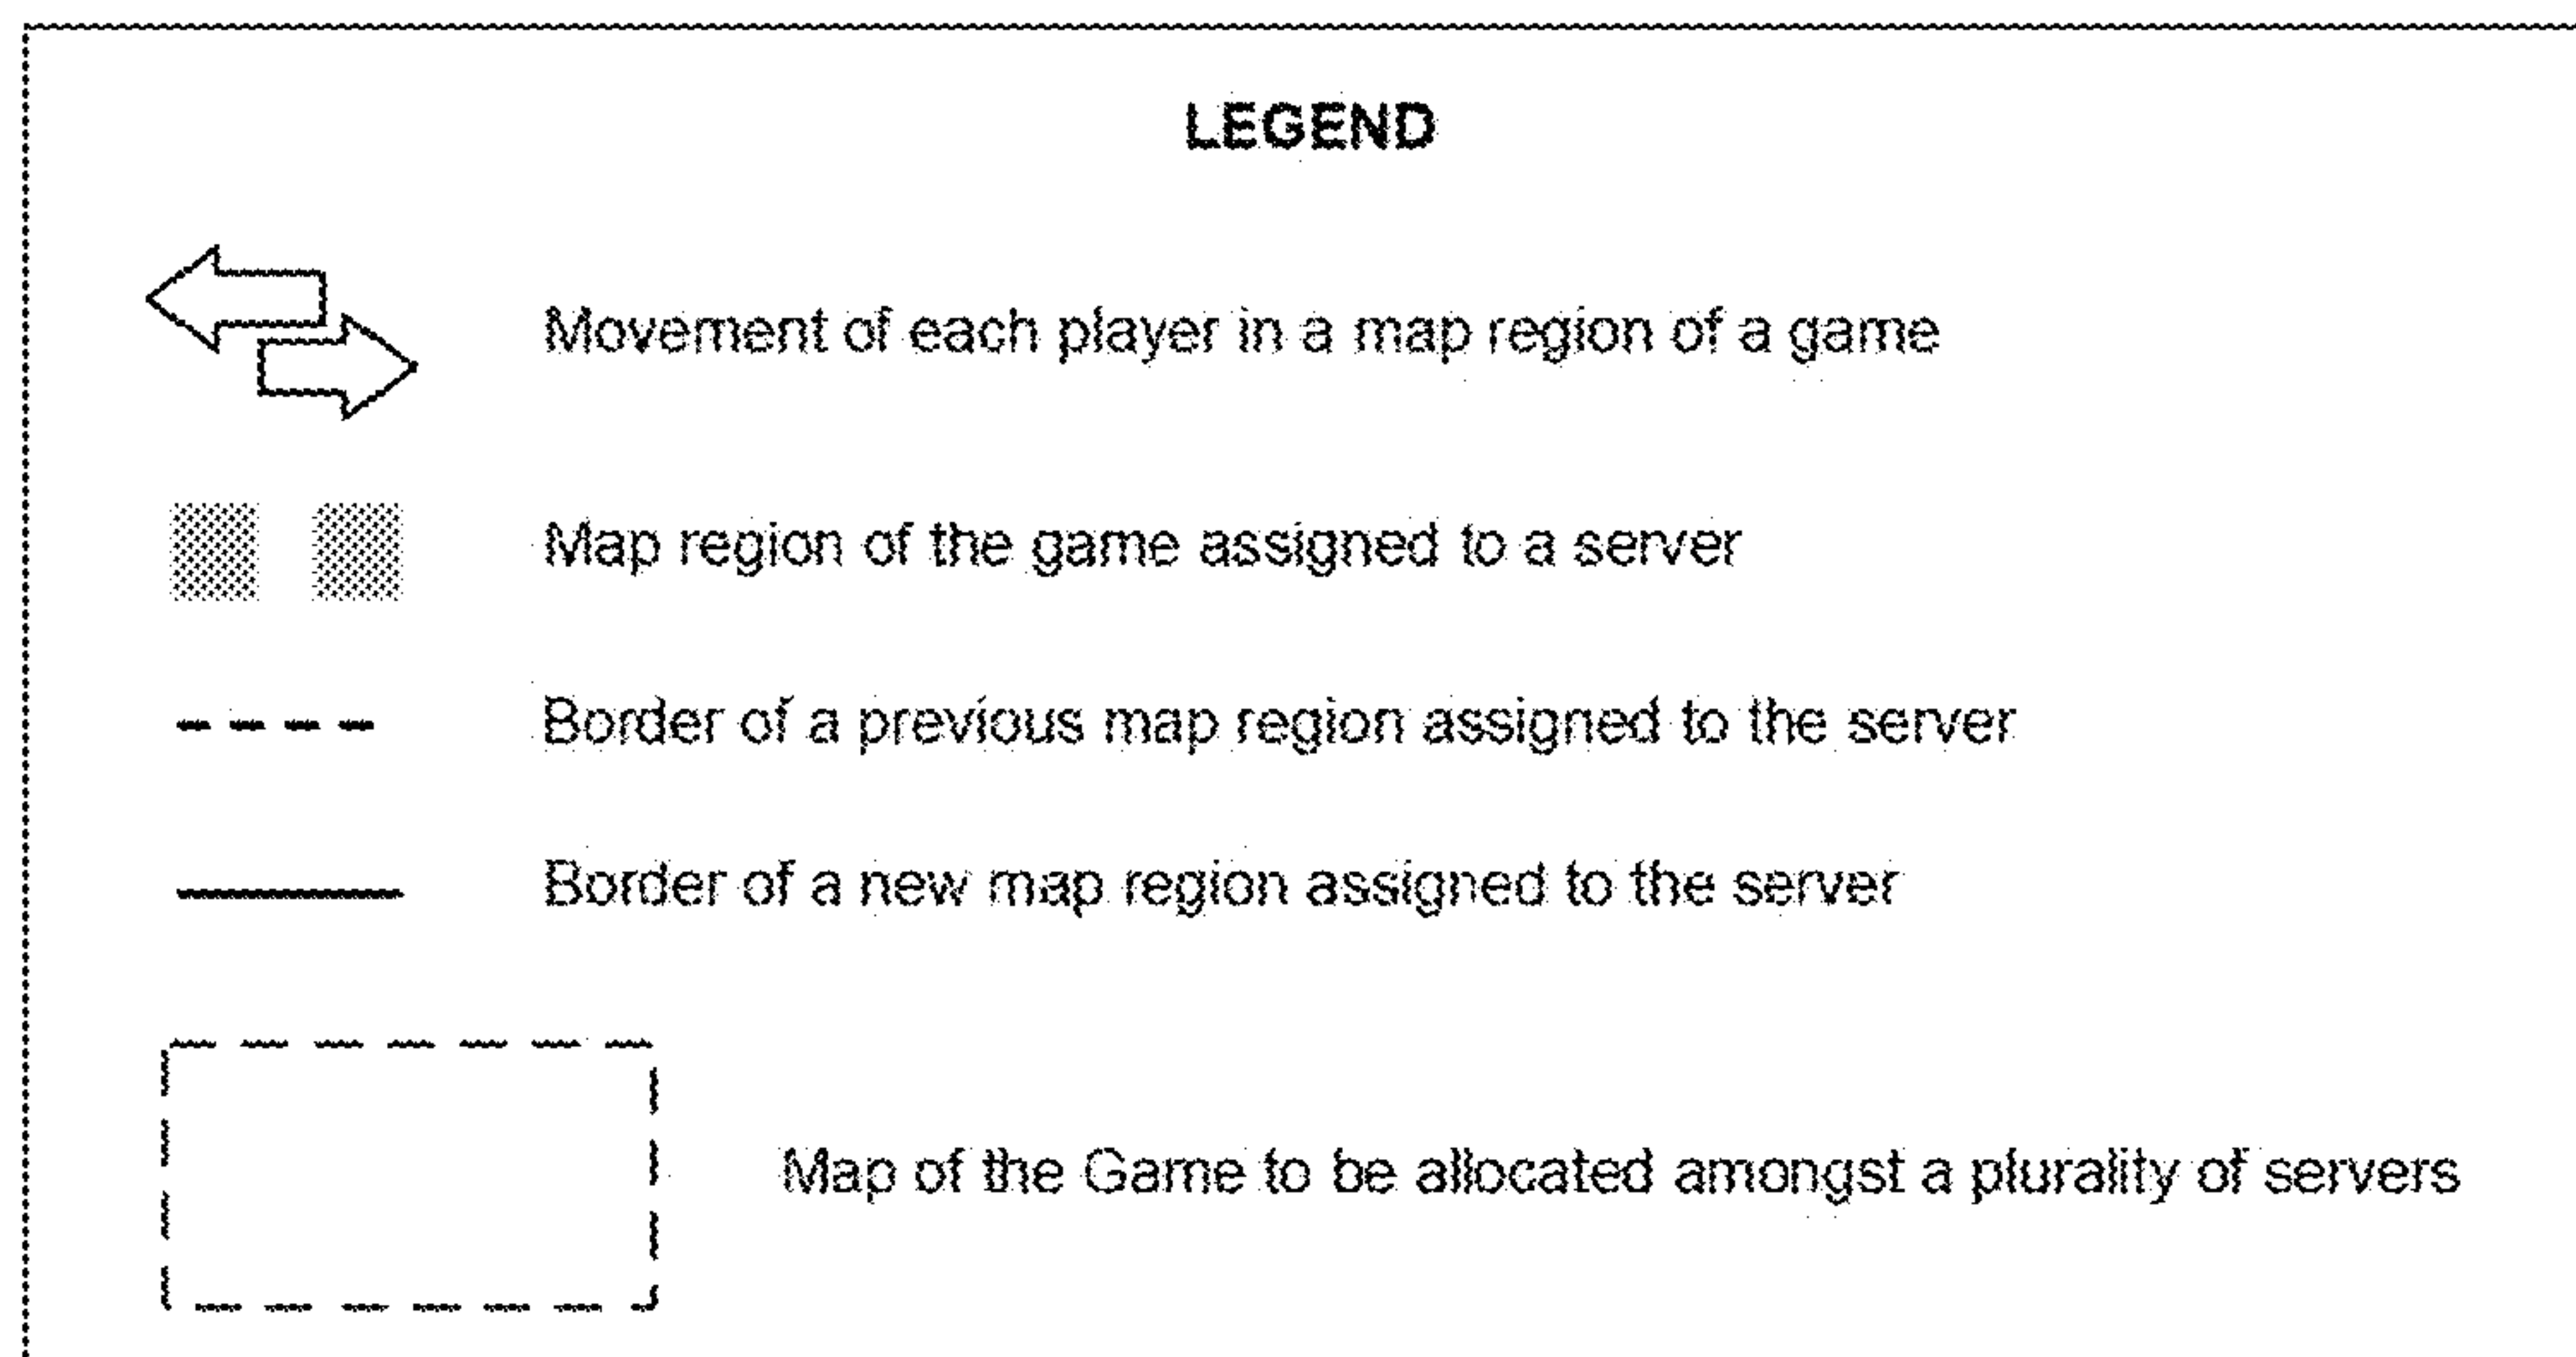 LEGEND
Movement of each player in a map region of a game
Map region of the game assigned to a server
Border of a previous map region assigned to the server
Border of a new map region assigned to the server
Map of the Game to be allocated amongst a plurality of servers